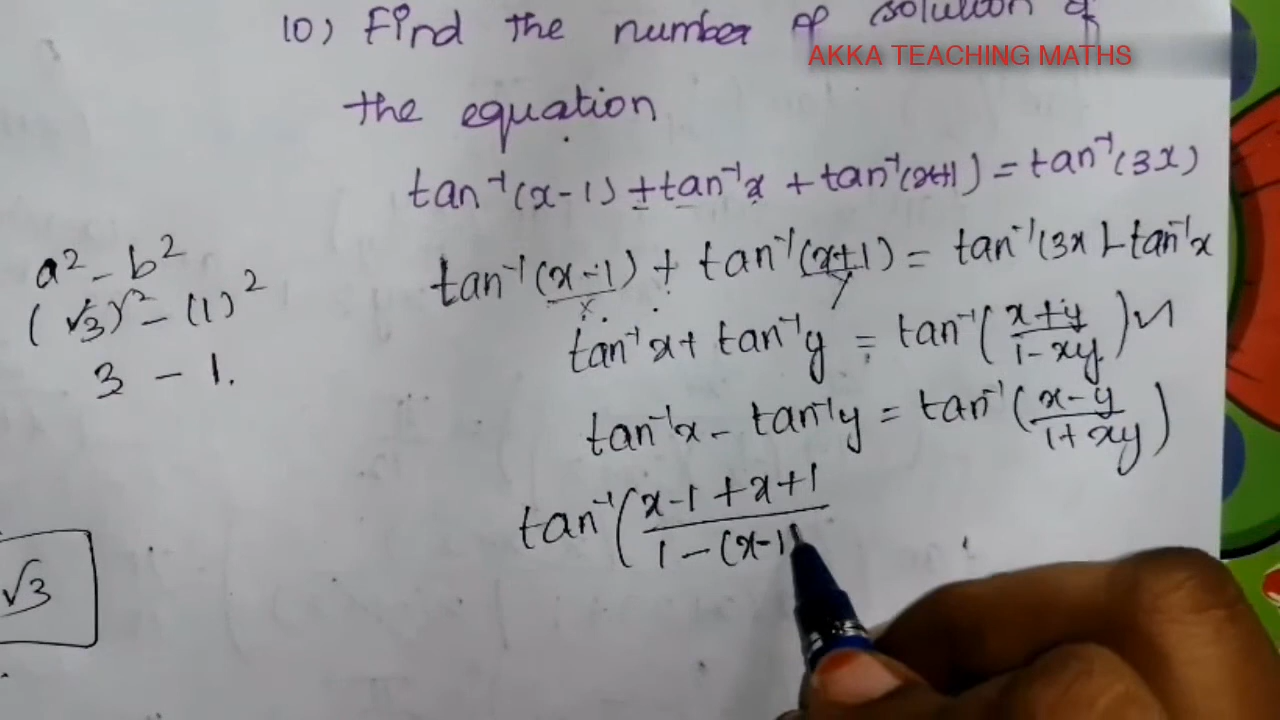 10) Find the number of solution of
AKKA TEACHING MATHS
the equation
tan⁻¹(x-1) + tan⁻¹x + tan⁻¹(x+1) = tan⁻¹(3x)
a² - b²
tan⁻¹(x-1) + tan⁻¹(x+1) = tan⁻¹(3x) - tan⁻¹x
x y
(√3)² - (1)²
tan⁻¹x + tan⁻¹y = tan⁻¹(x+y/1-xy)
3 - 1.
tan⁻¹x - tan⁻¹y = tan⁻¹(x-y/1+xy)
tan⁻¹(x-1+x+1/1-(x-1)
√3